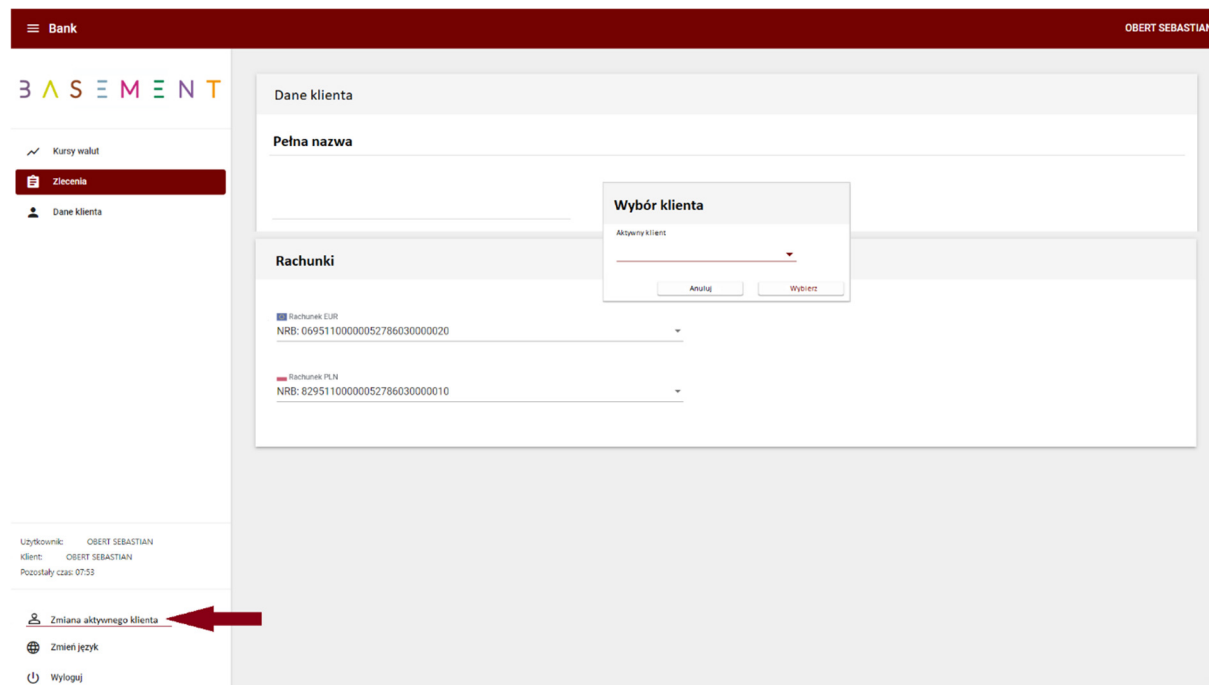 Bank
OBERT SEBASTIAN
BASEMENT
Kursy walut
Zlecenia
Dane klienta
Użytkownik: OBERT SEBASTIAN
Klient: OBERT SEBASTIAN
Pozostały czas: 07:53
Zmiana aktywnego klienta
Zmień język
Wyloguj
Dane klienta
Pełna nazwa
Wybór klienta
Aktywny klient
Anuluj Wybierz
Rachunki
Rachunek EUR
NRB: 06951100000052786030000020
Rachunek PLN
NRB: 82951100000052786030000010